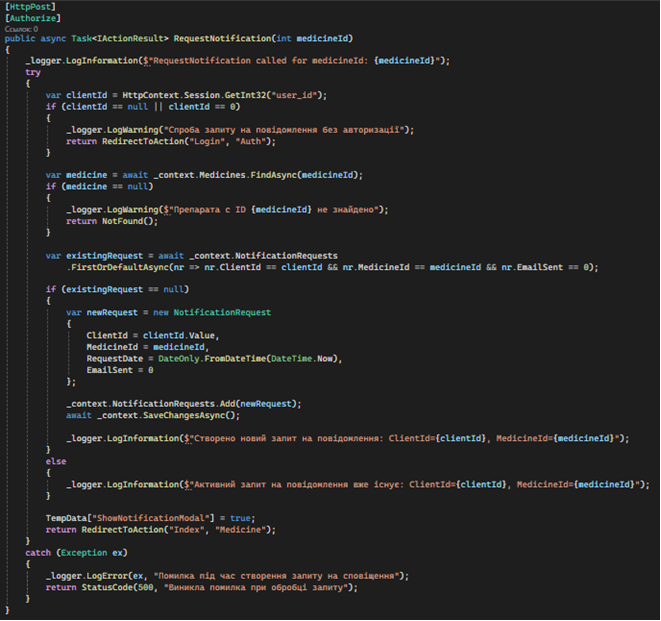 [HttpPost]
[Authorize]
Ссылок: 0
public async Task<IActionResult> RequestNotification(int medicineId)
{
_logger.LogInformation($"RequestNotification called for medicineId: {medicineId}");
try
{
var clientId = HttpContext.Session.GetInt32("user_id");
if (clientId == null || clientId == 0)
{
_logger.LogWarning("Спроба запиту на повідомлення без авторизації");
return RedirectToAction("Login", "Auth");
}
var medicine = await _context.Medicines.FindAsync(medicineId);
if (medicine == null)
{
_logger.LogWarning($"Препарата с ID {medicineId} не знайдено");
return NotFound();
}
var existingRequest = await _context.NotificationRequests
.FirstOrDefaultAsync(nr => nr.ClientId == clientId && nr.MedicineId == medicineId && nr.EmailSent == 0);
if (existingRequest == null)
{
var newRequest = new NotificationRequest
{
ClientId = clientId.Value,
MedicineId = medicineId,
RequestDate = DateOnly.FromDateTime(DateTime.Now),
EmailSent = 0
};
_context.NotificationRequests.Add(newRequest);
await _context.SaveChangesAsync();
_logger.LogInformation($"Створено новий запит на повідомлення: ClientId={clientId}, MedicineId={medicineId}");
}
else
{
_logger.LogInformation($"Активний запит на повідомлення вже існує: ClientId={clientId}, MedicineId={medicineId}");
}
TempData["ShowNotificationModal"] = true;
return RedirectToAction("Index", "Medicine");
}
catch (Exception ex)
{
_logger.LogError(ex, "Помилка під час створення запиту на сповіщення");
return StatusCode(500, "Виникла помилка при обробці запиту");
}
}